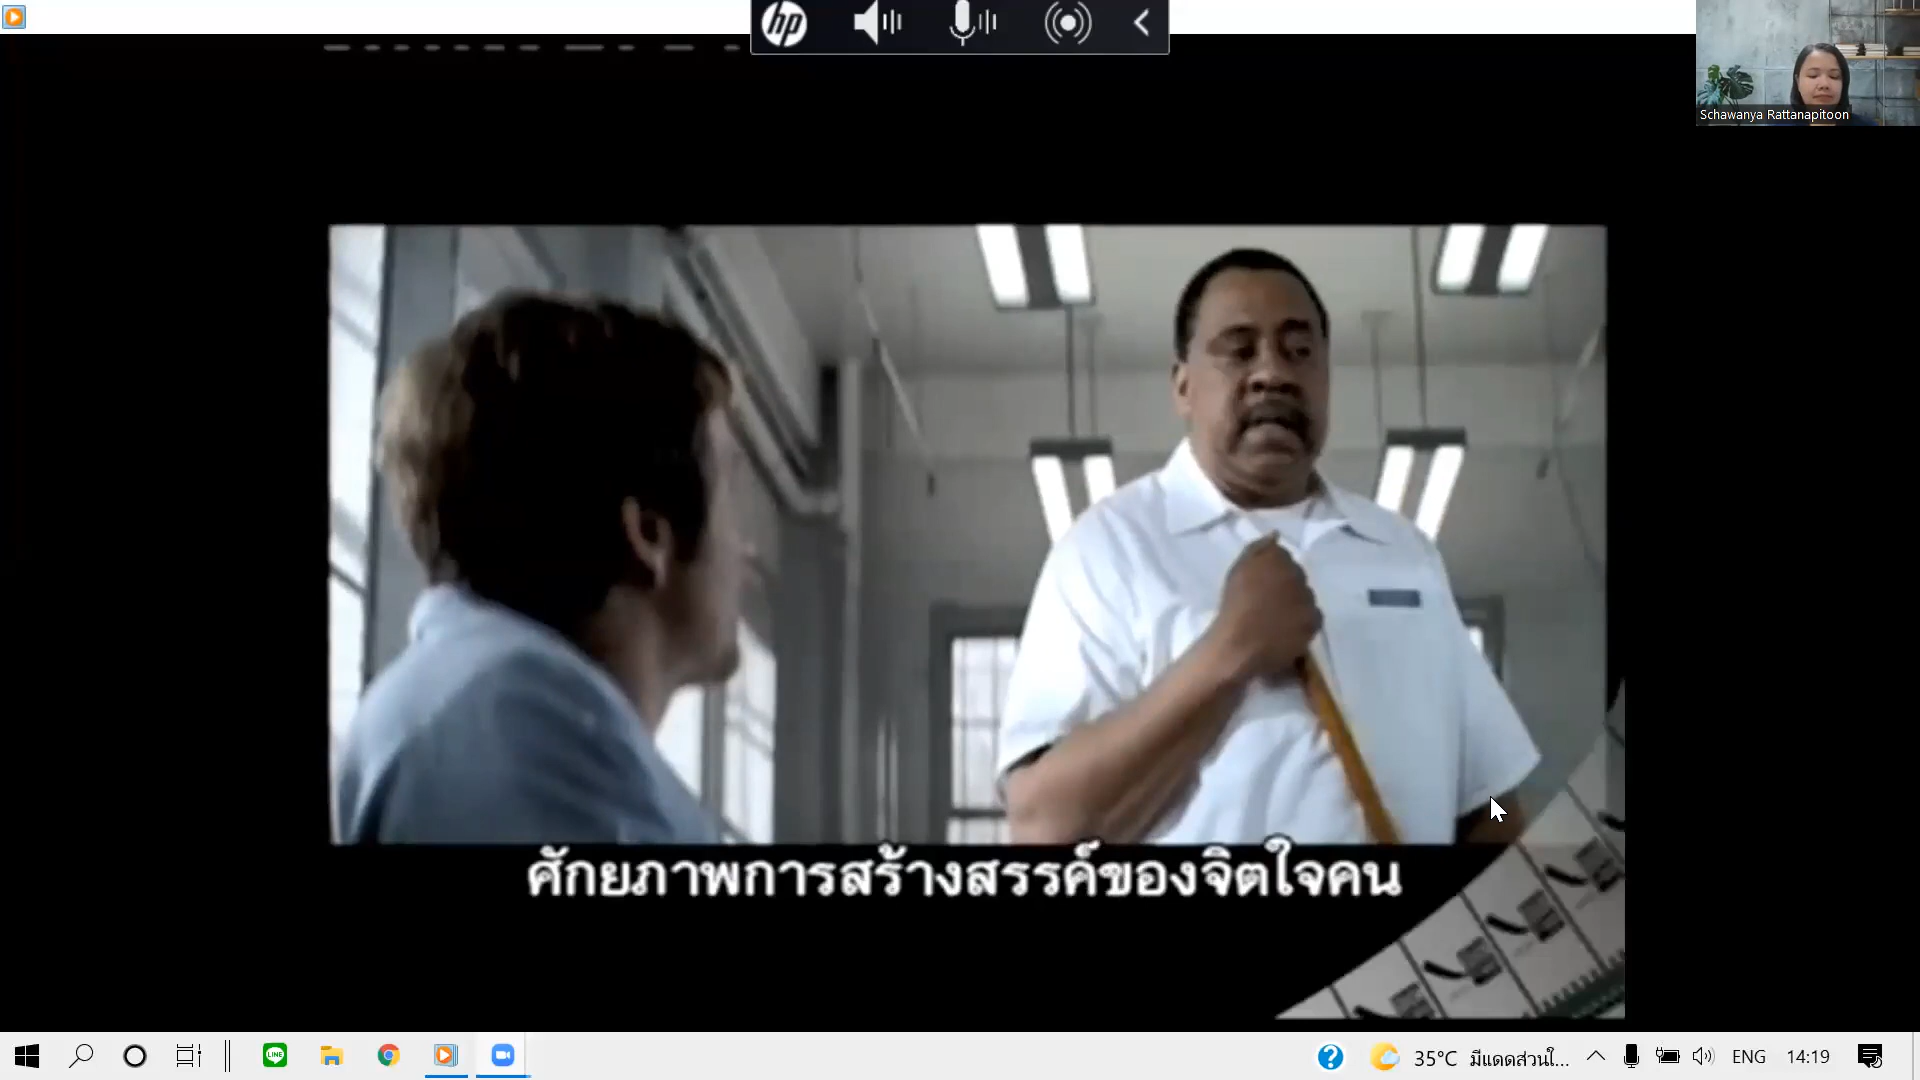 hp
Schawanya Rattanapitoon
ศักยภาพการสร้างสรรค์ของจิตใจคน
LINE
35°C มีแดดส่วนใ... ENG 14:19